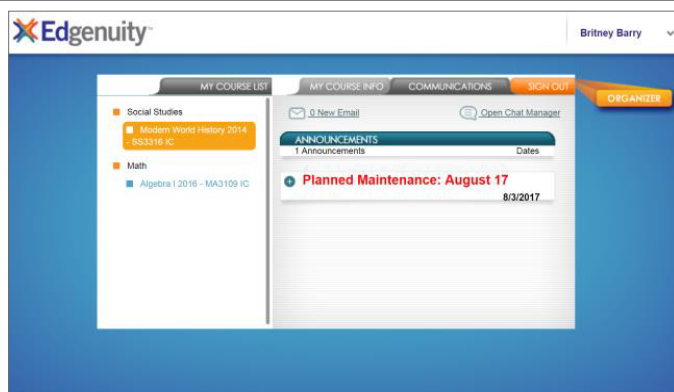 Edgenuity
Britney Barry
MY COURSE LIST
MY COURSE INFO
COMMUNICATIONS
SIGN OUT
ORGANIZER
Social Studies
Modern World History 2014
- SS3316 IC
Math
Algebra I 2016 - MA3109 IC
0 New Email
Open Chat Manager
ANNOUNCEMENTS
1 Announcements
Dates
Planned Maintenance: August 17
8/3/2017